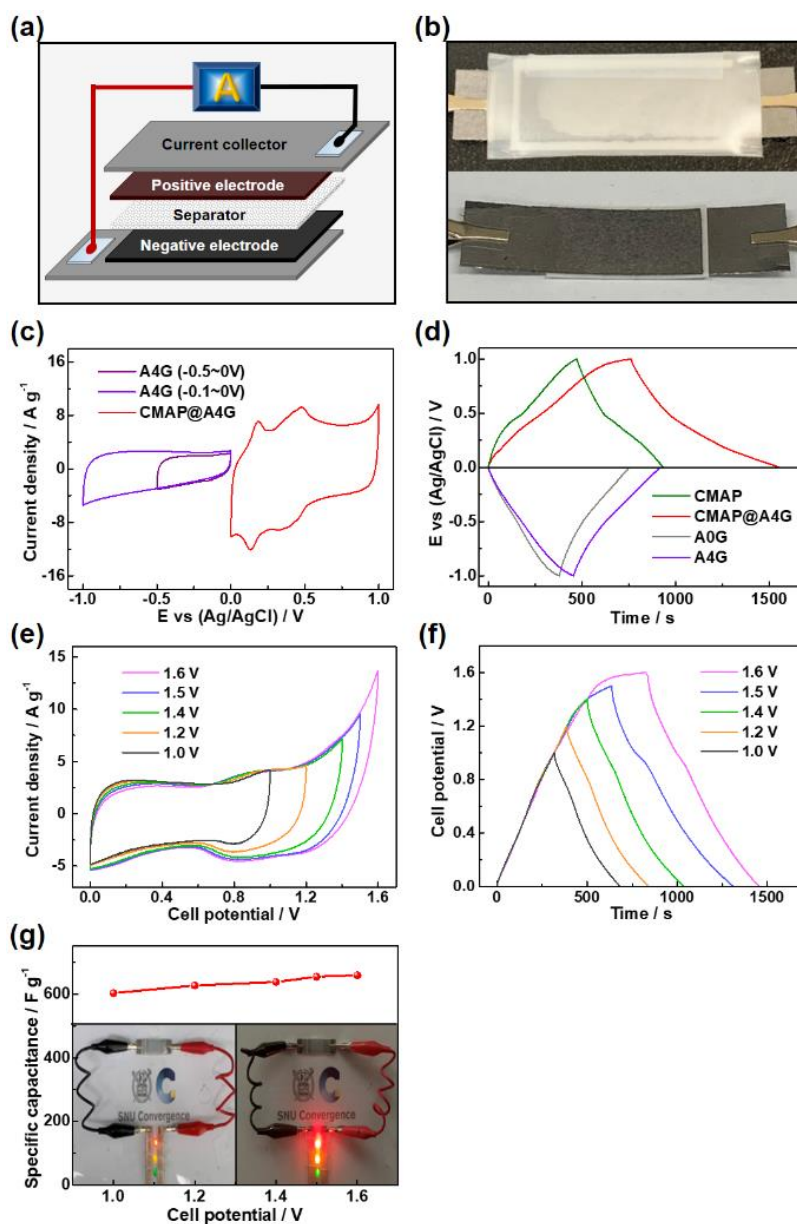 (a)
A
Current collector
Positive electrode
Separator
Negative electrode
(b)
(c)
Current density / A g⁻¹
16
8
0
-8
-16
A4G (-0.5~0V)
A4G (-0.1~0V)
CMAP@A4G
-1.0 -0.5 0.0 0.5 1.0
E vs (Ag/AgCl) / V
(d)
E vs (Ag/AgCl) / V
1.0
0.5
0.0
-0.5
-1.0
CMAP
CMAP@A4G
A0G
A4G
0 500 1000 1500
Time / s
(e)
Current density / A g⁻¹
15
10
5
0
-5
1.6 V
1.5 V
1.4 V
1.2 V
1.0 V
0.0 0.4 0.8 1.2 1.6
Cell potential / V
(f)
Cell potential / V
2.0
1.6
1.2
0.8
0.4
0.0
1.6 V
1.5 V
1.4 V
1.2 V
1.0 V
0 500 1000 1500
Time / s
(g)
Specific capacitance / F g⁻¹
600
400
200
0
C
SNU Convergence
C
SNU Convergence
1.0 1.2 1.4 1.6
Cell potential / V